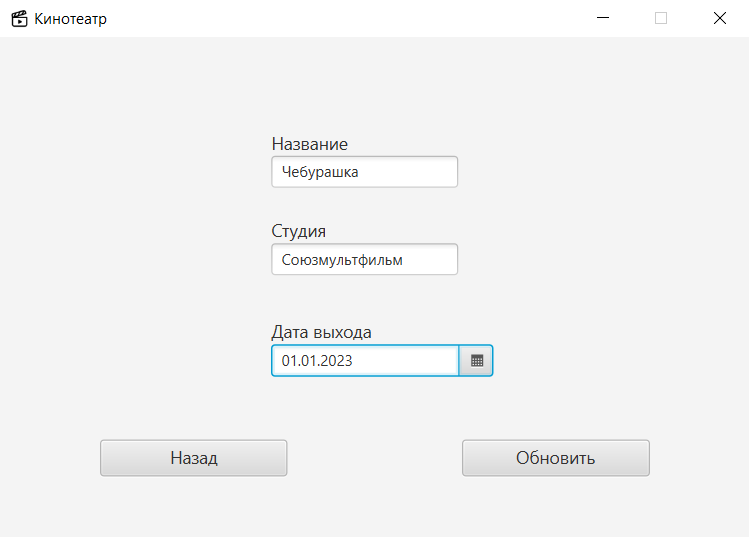 Кинотеатр
Название
Чебурашка
Студия
Союзмультфильм
Дата выхода
01.01.2023
Назад
Обновить